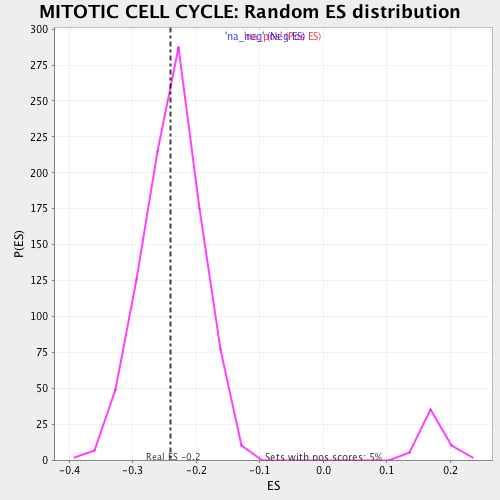 MITOTIC CELL CYCLE: Random ES distribution
(Pos ES)
300
275
250
225
200
175
150
125
100
75
50
25
0
P(ES)
Real ES -0.2
Sets with pos scores: 5%
-0.4 -0.3 -0.2 -0.1 0.0 0.1 0.2
ES